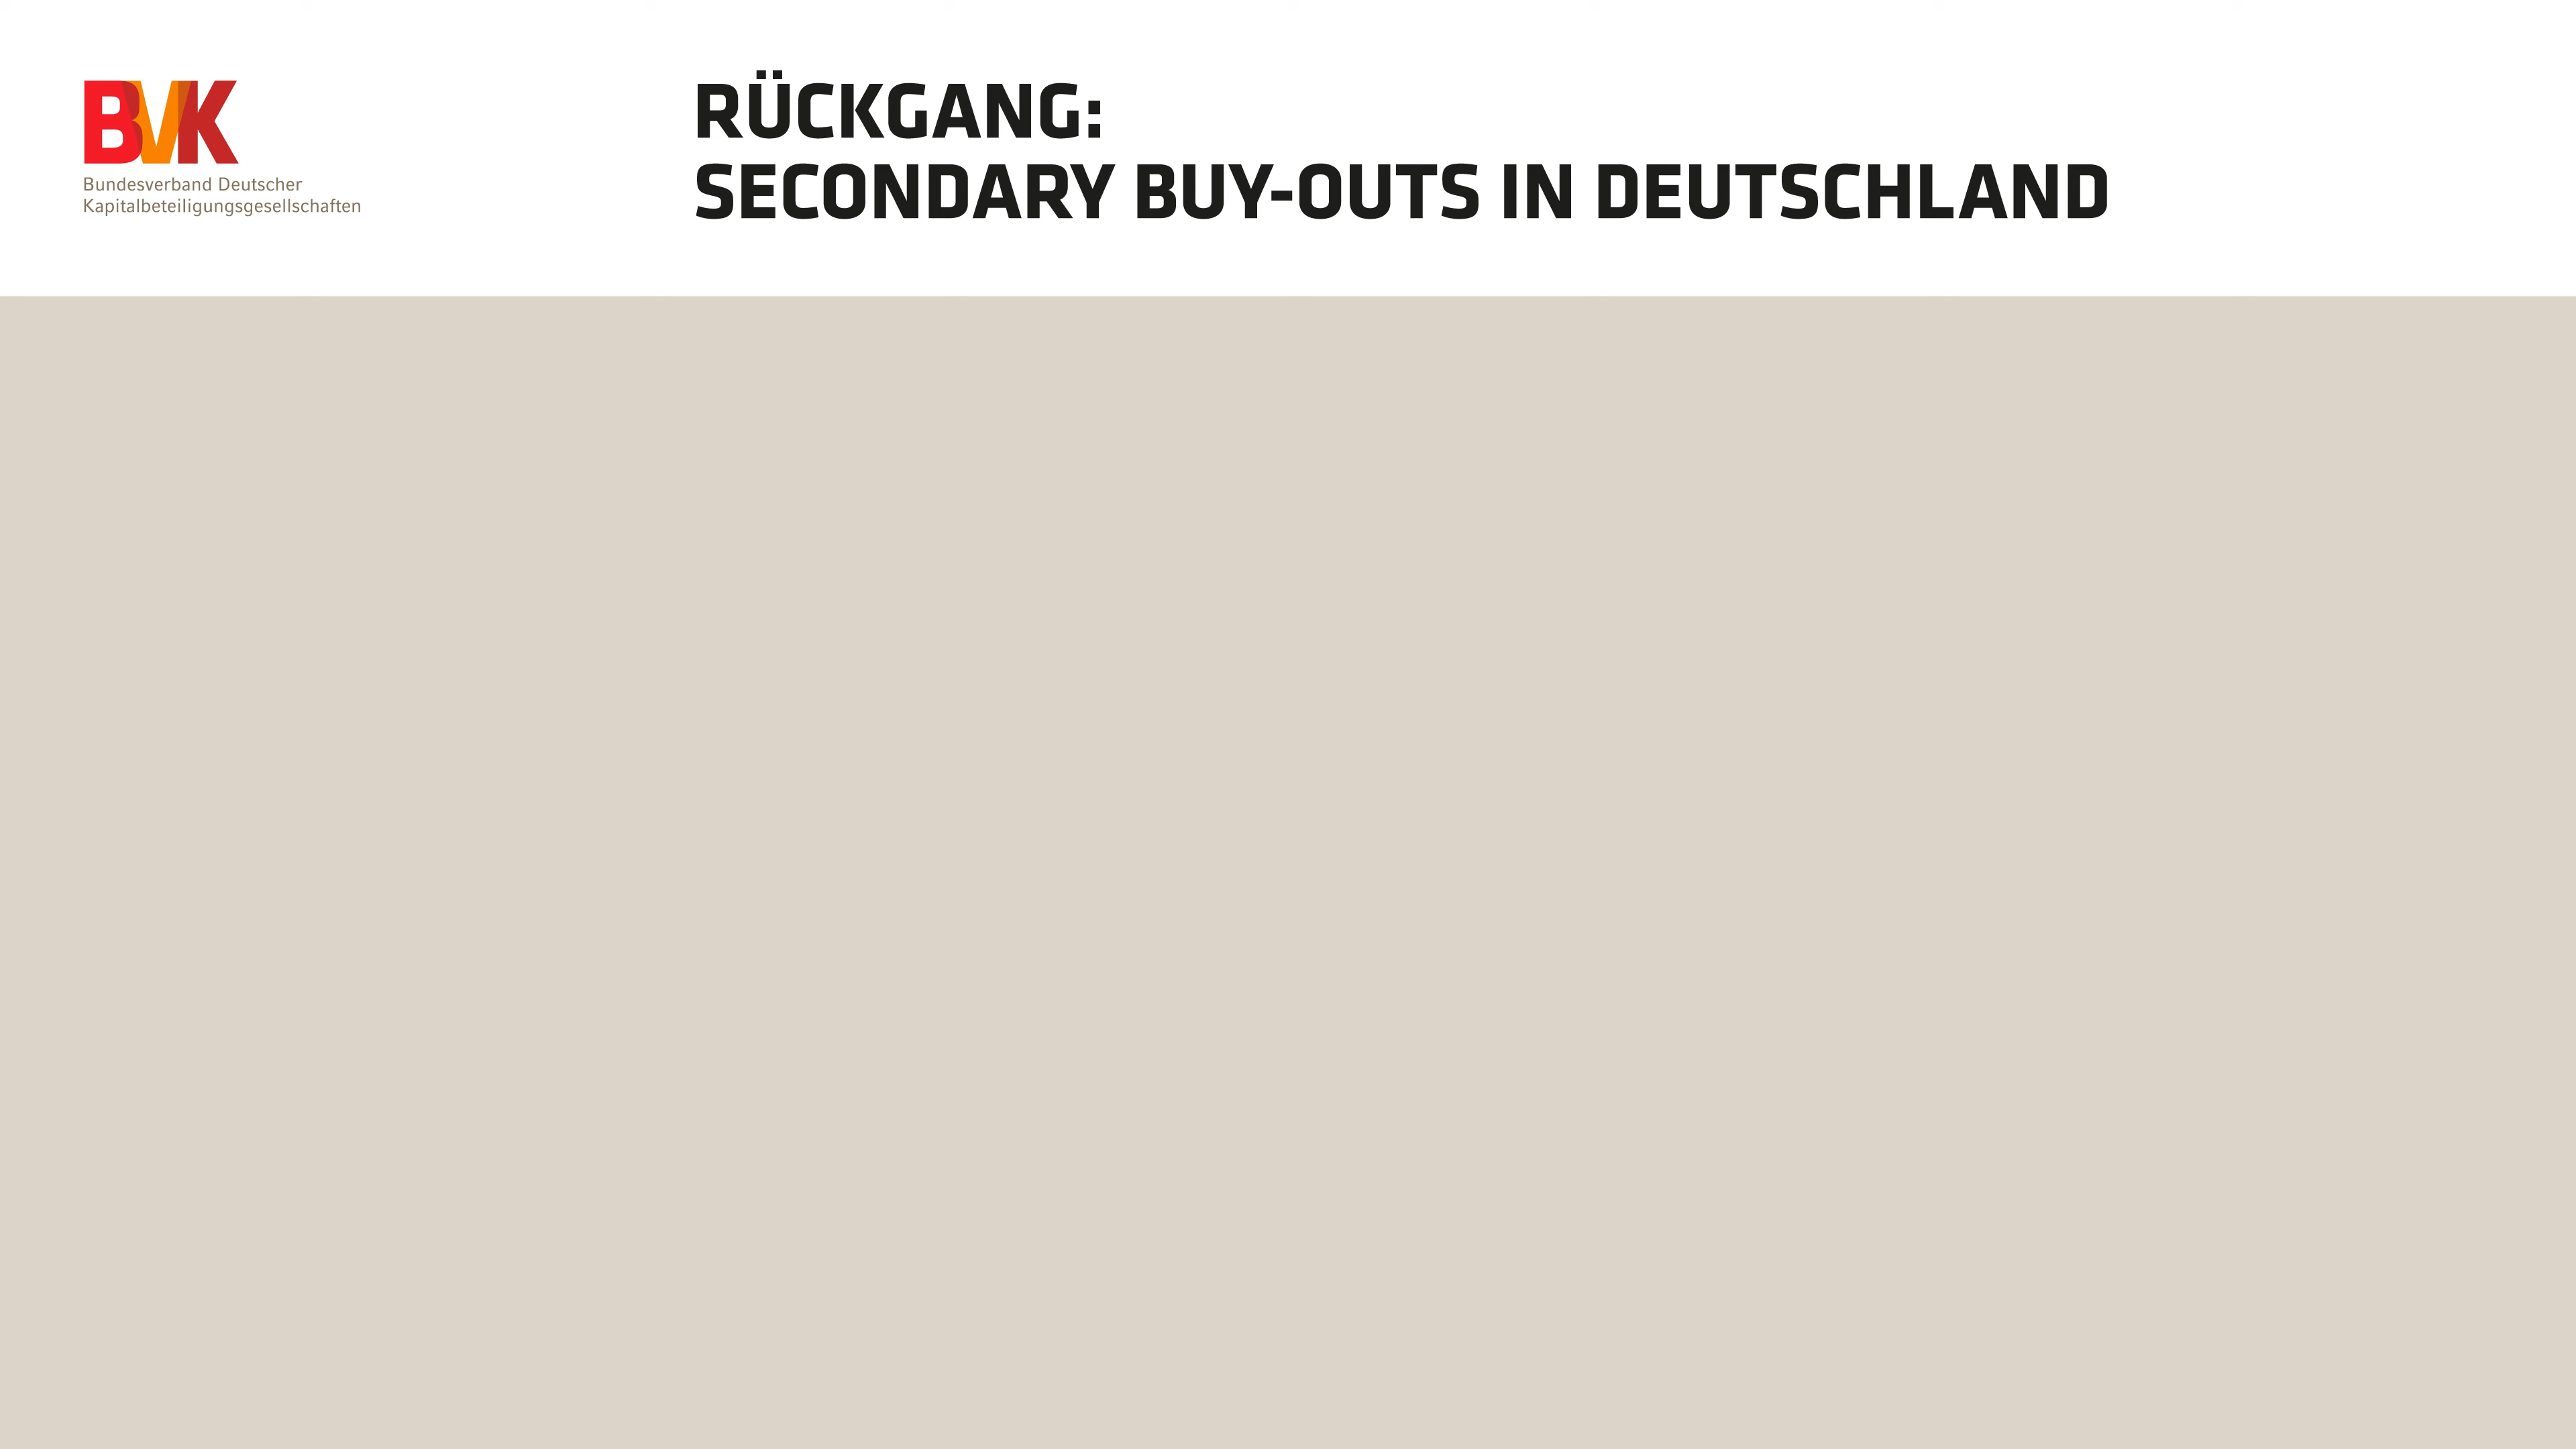 BVK
Bundesverband Deutscher
Kapitalbeteiligungsgesellschaften
RÜCKGANG:
SECONDARY BUY-OUTS IN DEUTSCHLAND